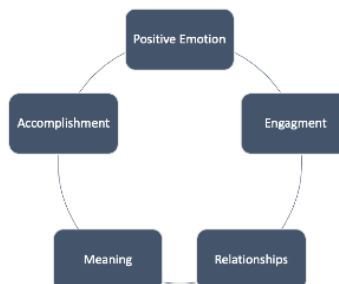 Positive Emotion
Accomplishment
Engagment
Meaning
Relationships